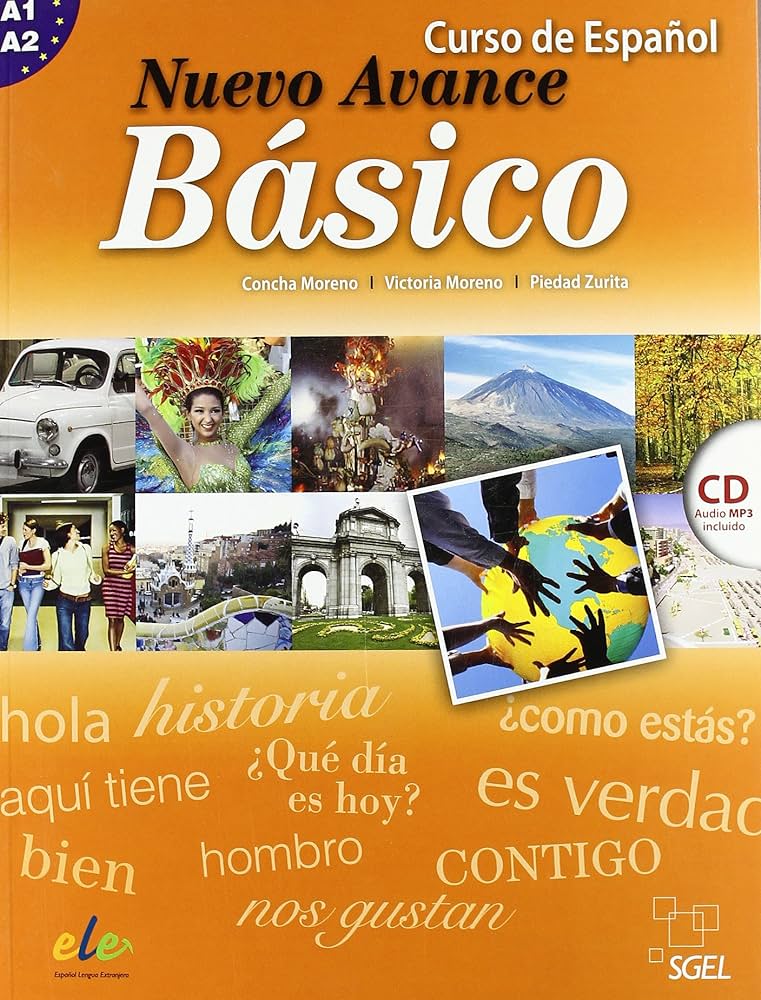 A1
A2
Curso de Español
Nuevo Avance
Básico
Concha Moreno | Victoria Moreno | Piedad Zurita
CD
Audio MP3
incluido
hola
historia
¿como estás?
aquí tiene
¿Qué día
es hoy?
es verdad
bien
hombro
CONTIGO
nos gustan
ele
Español Lengua Extranjera
SGEL